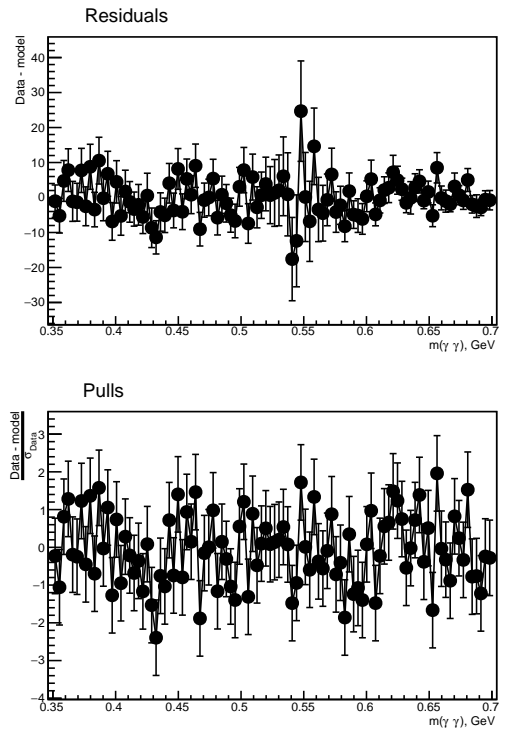 Residuals
Data - model
40
30
20
10
0
−10
−20
−30
0.35 0.4 0.45 0.5 0.55 0.6 0.65 0.7
m(γ γ), GeV
Pulls
Data - model
σData
3
2
1
0
−1
−2
−3
−4
0.35 0.4 0.45 0.5 0.55 0.6 0.65 0.7
m(γ γ), GeV